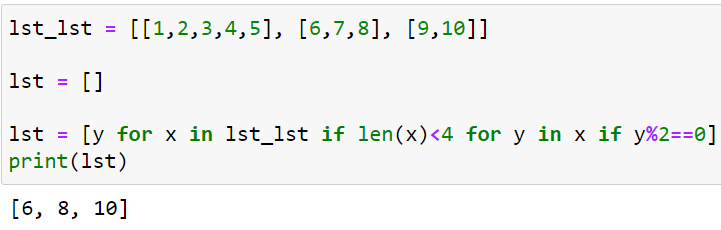 lst_lst = [[1,2,3,4,5], [6,7,8], [9,10]]
lst = []
lst = [y for x in lst_lst if len(x)<4 for y in x if y%2==0]
print(lst)
[6, 8, 10]